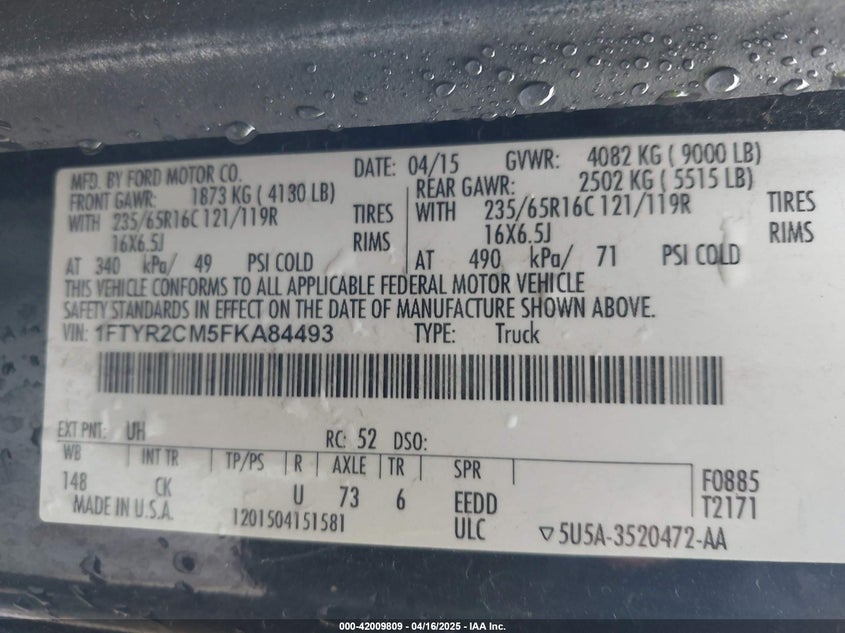 MFD. BY FORD MOTOR CO. DATE: 04/15 GVWR: 4082 KG ( 9000 LB)
FRONT GAWR: 1873 KG ( 4130 LB) REAR GAWR: 2502 KG ( 5515 LB)
WITH 235/65R16C 121/119R TIRES WITH 235/65R16C 121/119R TIRES
16X6.5J RIMS 16X6.5J RIMS
AT 340 kPa/ 49 PSI COLD AT 490 kPa/ 71 PSI COLD
THIS VEHICLE CONFORMS TO ALL APPLICABLE FEDERAL MOTOR VEHICLE
SAFETY STANDARDS IN EFFECT ON THE DATE OF MANUFACTURE SHOWN ABOVE.
VIN: 1FTYR2CM5FKA84493 TYPE: Truck
EXT PNT: UH RC: 52 DSO:
WB INT TR TP/PS R AXLE TR SPR F0885
148 CK U 73 6 EEDD T2171
MADE IN U.S.A. 1201504151581 ULC ▽5U5A-3520472-AA
000-42009809 - 04/16/2025 - IAA Inc.